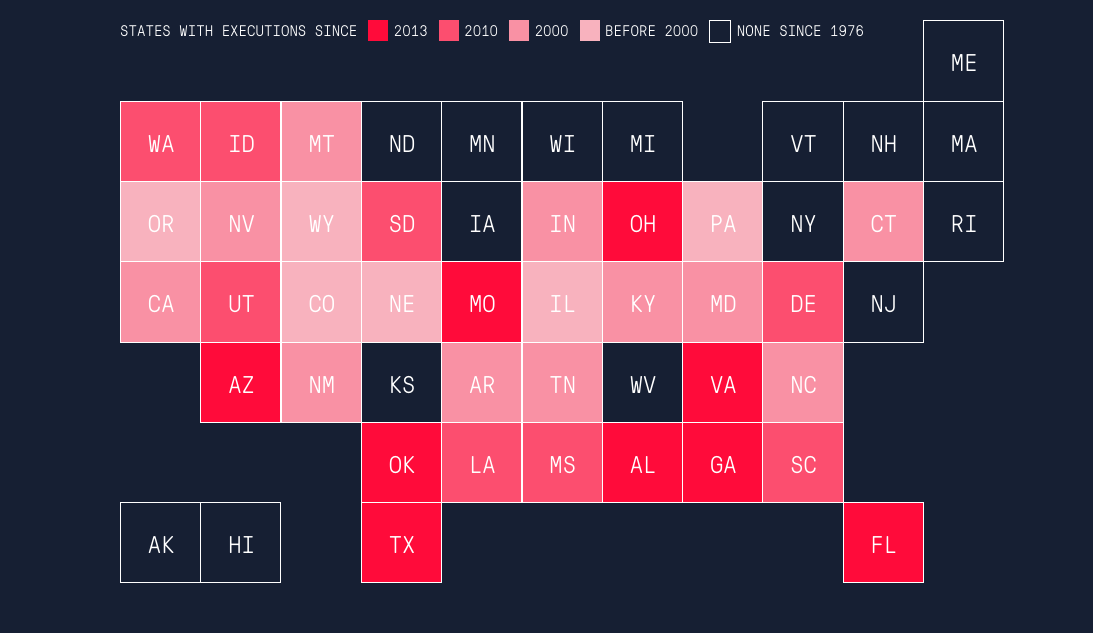 STATES WITH EXECUTIONS SINCE 2013 2010 2000 BEFORE 2000 NONE SINCE 1976
ME
WA ID MT ND MN WI MI VT NH MA
OR NV WY SD IA IN OH PA NY CT RI
CA UT CO NE MO IL KY MD DE NJ
AZ NM KS AR TN WV VA NC
OK LA MS AL GA SC
AK HI TX FL